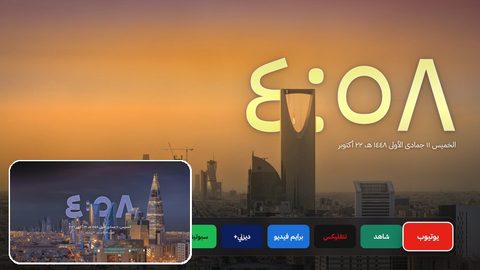 ٤:٥٨
الخميس ١١ جمادى الأولى ١٤٤٨ هـ، ٢٢ أكتوبر
يوتيوب
شاهد
نتفليكس
برايم فيديو
ديزني+
٤:٥٨